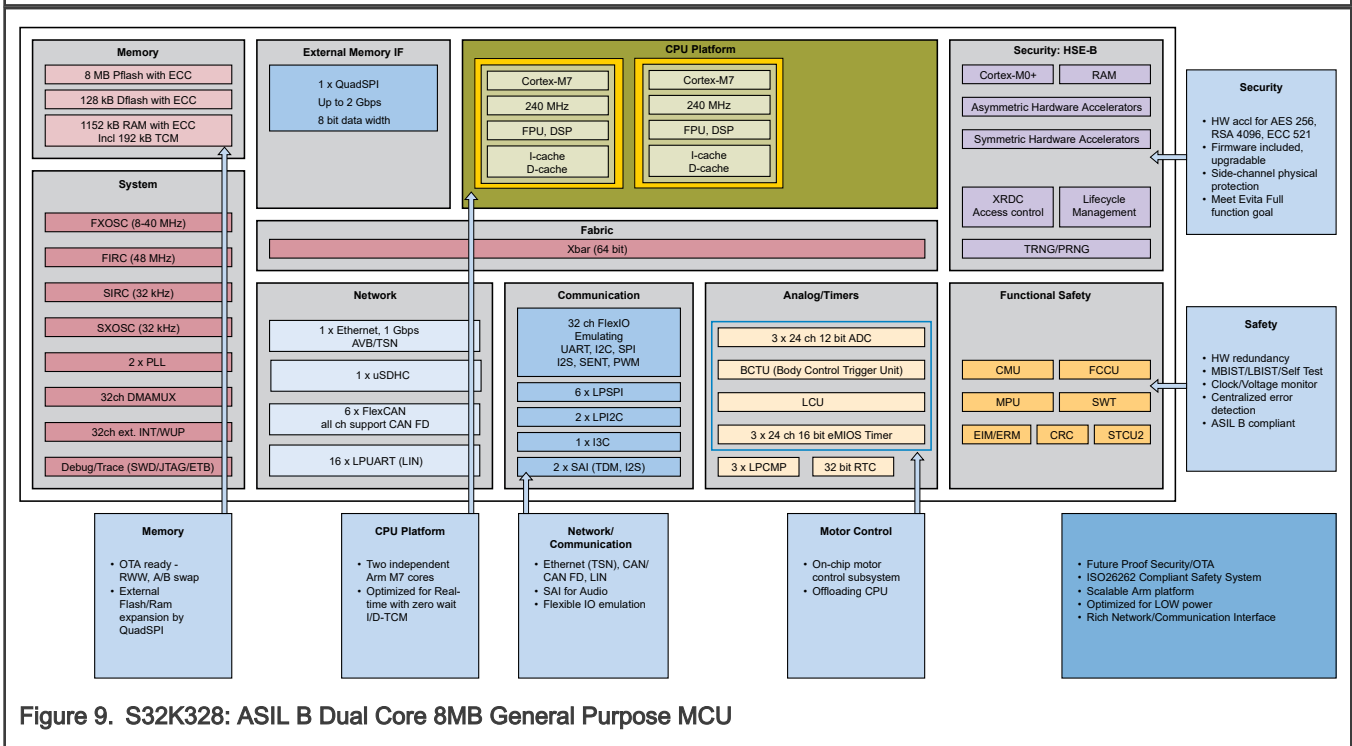 Memory
8 MB Pflash with ECC
128 kB Dflash with ECC
1152 kB RAM with ECC
Incl 192 kB TCM
System
FXOSC (8-40 MHz)
FIRC (48 MHz)
SIRC (32 kHz)
SXOSC (32 kHz)
2 x PLL
32ch DMAMUX
32ch ext. INT/WUP
Debug/Trace (SWD/JTAG/ETB)
External Memory IF
1 x QuadSPI
Up to 2 Gbps
8 bit data width
CPU Platform
Cortex-M7
240 MHz
FPU, DSP
I-cache
D-cache
Cortex-M7
240 MHz
FPU, DSP
I-cache
D-cache
Fabric
Xbar (64 bit)
Security: HSE-B
Cortex-M0+
RAM
Asymmetric Hardware Accelerators
Symmetric Hardware Accelerators
XRDC
Access control
Lifecycle
Management
TRNG/PRNG
Network
1 x Ethernet, 1 Gbps
AVB/TSN
1 x uSDHC
6 x FlexCAN
all ch support CAN FD
16 x LPUART (LIN)
Communication
32 ch FlexIO
Emulating
UART, I2C, SPI
I2S, SENT, PWM
6 x LPSPI
2 x LPI2C
1 x I3C
2 x SAI (TDM, I2S)
Analog/Timers
3 x 24 ch 12 bit ADC
BCTU (Body Control Trigger Unit)
LCU
3 x 24 ch 16 bit eMIOS Timer
3 x LPCMP
32 bit RTC
Functional Safety
CMU
FCCU
MPU
SWT
EIM/ERM
CRC
STCU2
Security
• HW accl for AES 256,
RSA 4096, ECC 521
• Firmware included,
upgradable
• Side-channel physical
protection
• Meet Evita Full
function goal
Safety
• HW redundancy
• MBIST/LBIST/Self Test
• Clock/Voltage monitor
• Centralized error
detection
• ASIL B compliant
Memory
• OTA ready -
RWW, A/B swap
• External
Flash/Ram
expansion by
QuadSPI
CPU Platform
• Two independent
Arm M7 cores
• Optimized for Real-
time with zero wait
I/D-TCM
Network/
Communication
• Ethernet (TSN), CAN/
CAN FD, LIN
• SAI for Audio
• Flexible IO emulation
Motor Control
• On-chip motor
control subsystem
• Offloading CPU
• Future Proof Security/OTA
• ISO26262 Compliant Safety System
• Scalable Arm platform
• Optimized for LOW power
• Rich Network/Communication Interface
Figure 9. S32K328: ASIL B Dual Core 8MB General Purpose MCU